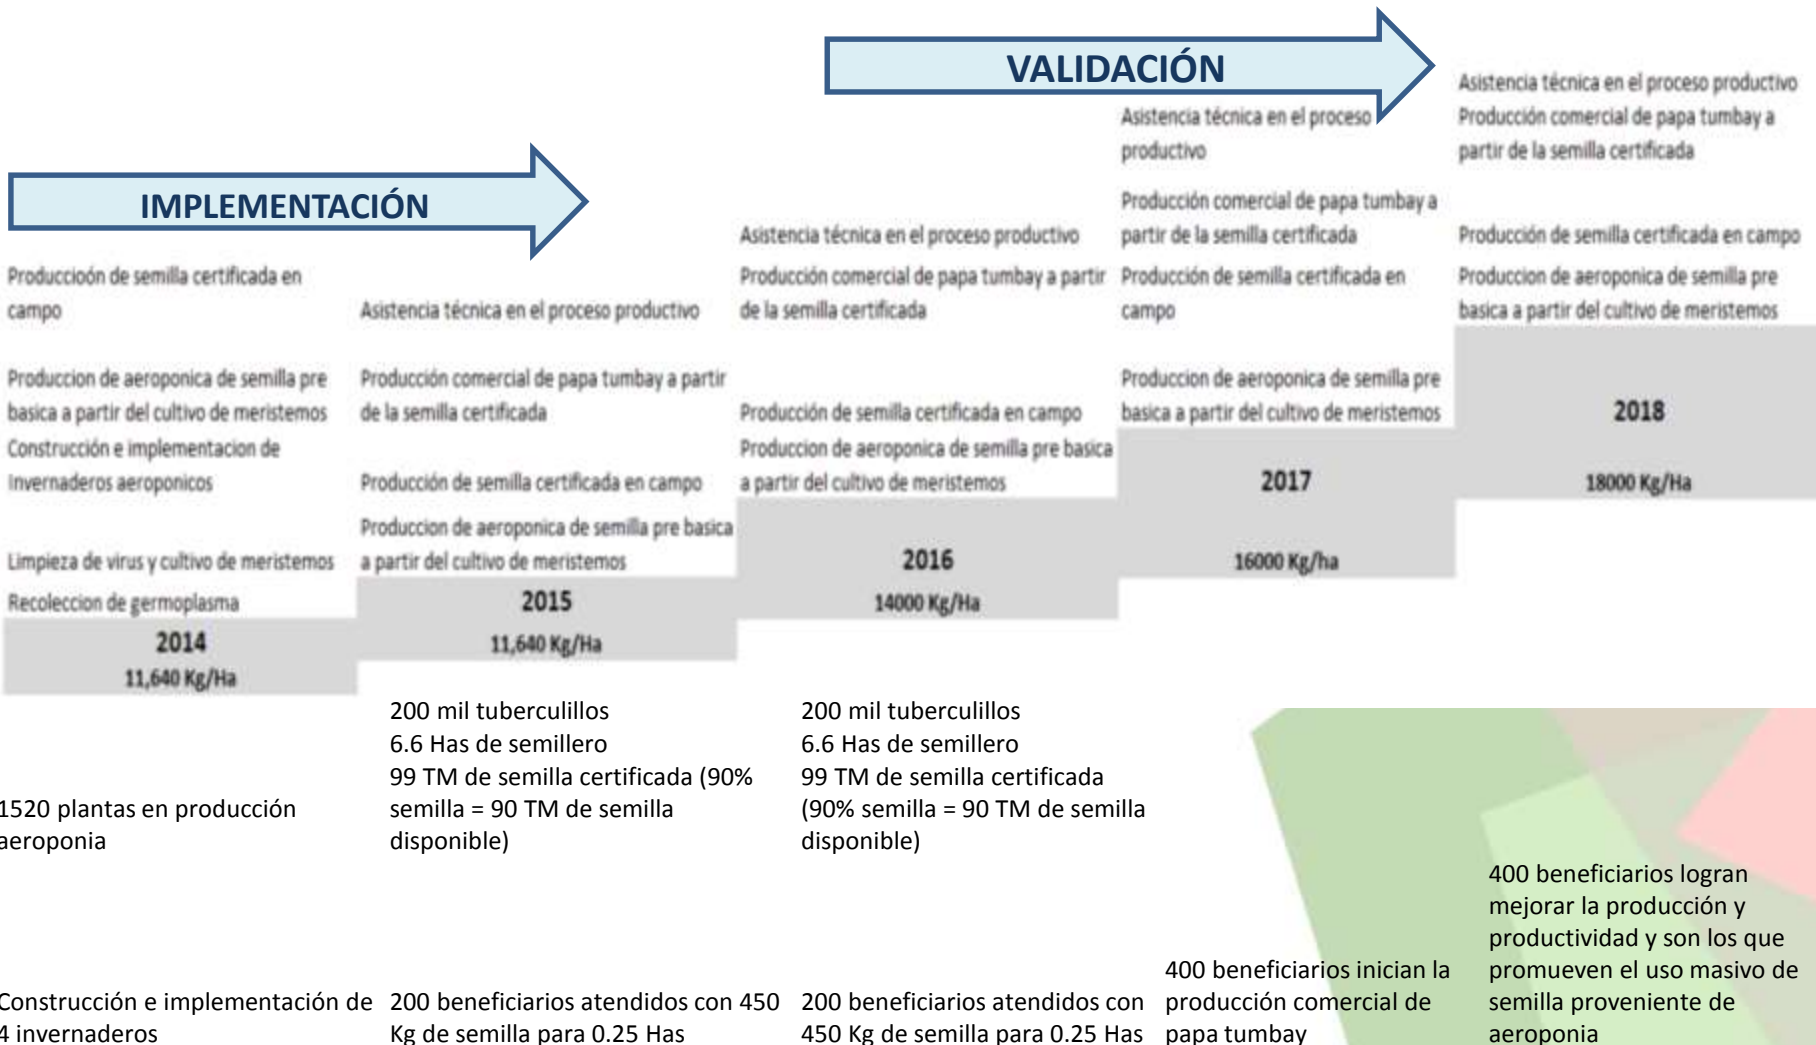 VALIDACIÓN
IMPLEMENTACIÓN
Produccioón de semilla certificada en
campo
Produccion de aeroponica de semilla pre
basica a partir del cultivo de meristemos
Construcción e implementacion de
Invernaderos aeroponicos
Limpieza de virus y cultivo de meristemos
Recoleccion de germoplasma
2014
11,640 Kg/Ha
Asistencia técnica en el proceso productivo
Producción comercial de papa tumbay a partir
de la semilla certificada
Producción de semilla certificada en campo
Produccion de aeroponica de semilla pre basica
a partir del cultivo de meristemos
2015
11,640 Kg/Ha
Asistencia técnica en el proceso productivo
Producción comercial de papa tumbay a partir
de la semilla certificada
Producción de semilla certificada en campo
Produccion de aeroponica de semilla pre basica
a partir del cultivo de meristemos
2016
14000 Kg/Ha
Asistencia técnica en el proceso
productivo
Producción comercial de papa tumbay a
partir de la semilla certificada
Producción de semilla certificada en
campo
Produccion de aeroponica de semilla pre
basica a partir del cultivo de meristemos
2017
16000 Kg/ha
Asistencia técnica en el proceso productivo
Producción comercial de papa tumbay a
partir de la semilla certificada
Producción de semilla certificada en campo
Produccion de aeroponica de semilla pre
basica a partir del cultivo de meristemos
2018
18000 Kg/Ha
1520 plantas en producción
aeroponia
200 mil tuberculillos
6.6 Has de semillero
99 TM de semilla certificada (90%
semilla = 90 TM de semilla
disponible)
200 mil tuberculillos
6.6 Has de semillero
99 TM de semilla certificada
(90% semilla = 90 TM de semilla
disponible)
Construcción e implementación de
4 invernaderos
200 beneficiarios atendidos con 450
Kg de semilla para 0.25 Has
200 beneficiarios atendidos con
450 Kg de semilla para 0.25 Has
400 beneficiarios inician la
producción comercial de
papa tumbay
400 beneficiarios logran
mejorar la producción y
productividad y son los que
promueven el uso masivo de
semilla proveniente de
aeroponia